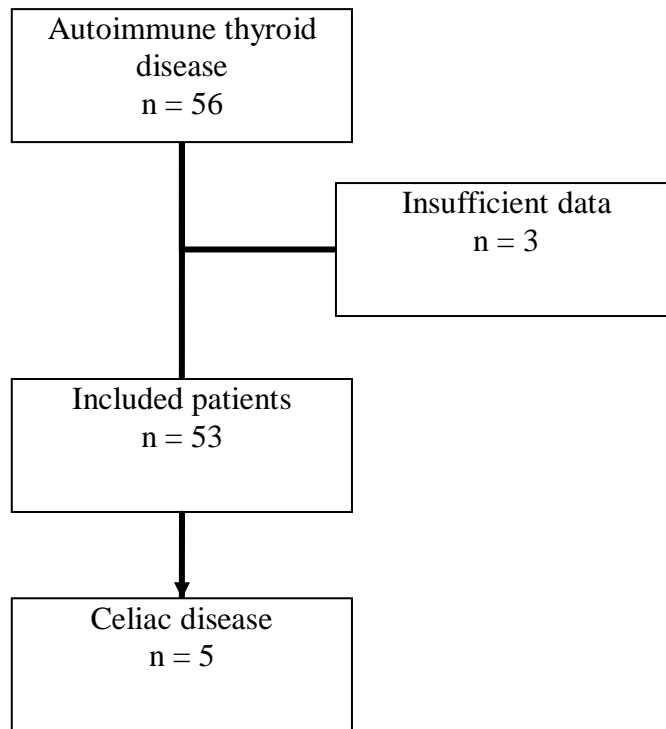 Autoimmune thyroid
disease
n = 56
Insufficient data
n = 3
Included patients
n = 53
Celiac disease
n = 5